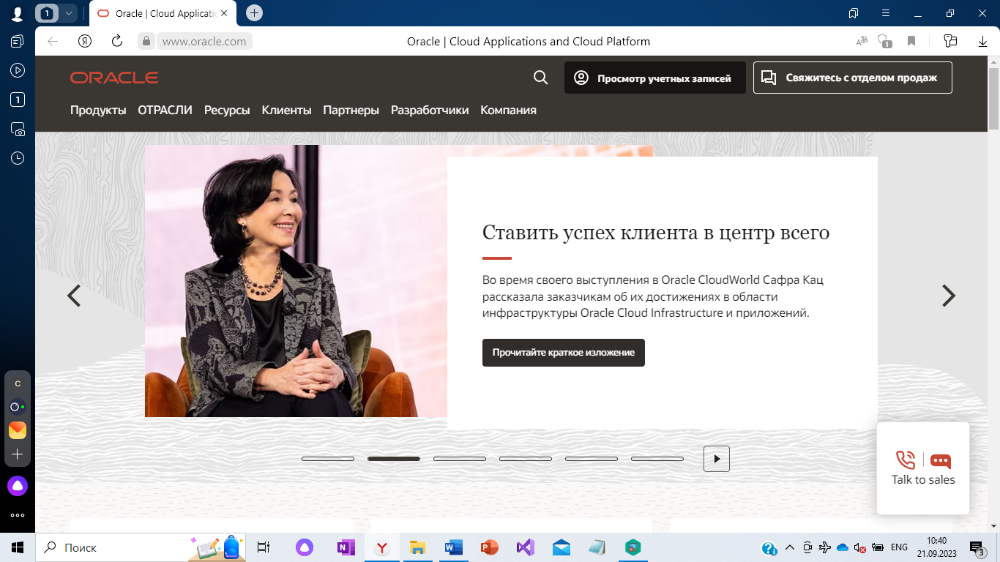 1
Oracle | Cloud Applicatio
www.oracle.com
Oracle | Cloud Applications and Cloud Platform
1
1
ORACLE
Просмотр учетных записей
Свяжитесь с отделом продаж
Продукты ОТРАСЛИ Ресурсы Клиенты Партнеры Разработчики Компания
Ставить успех клиента в центр всего
Во время своего выступления в Oracle CloudWorld Сафра Кац
рассказала заказчикам об их достижениях в области
инфраструктуры Oracle Cloud Infrastructure и приложений.
Прочитайте краткое изложение
c
Talk to sales
Поиск
ENG
10:40
21.09.2023
3